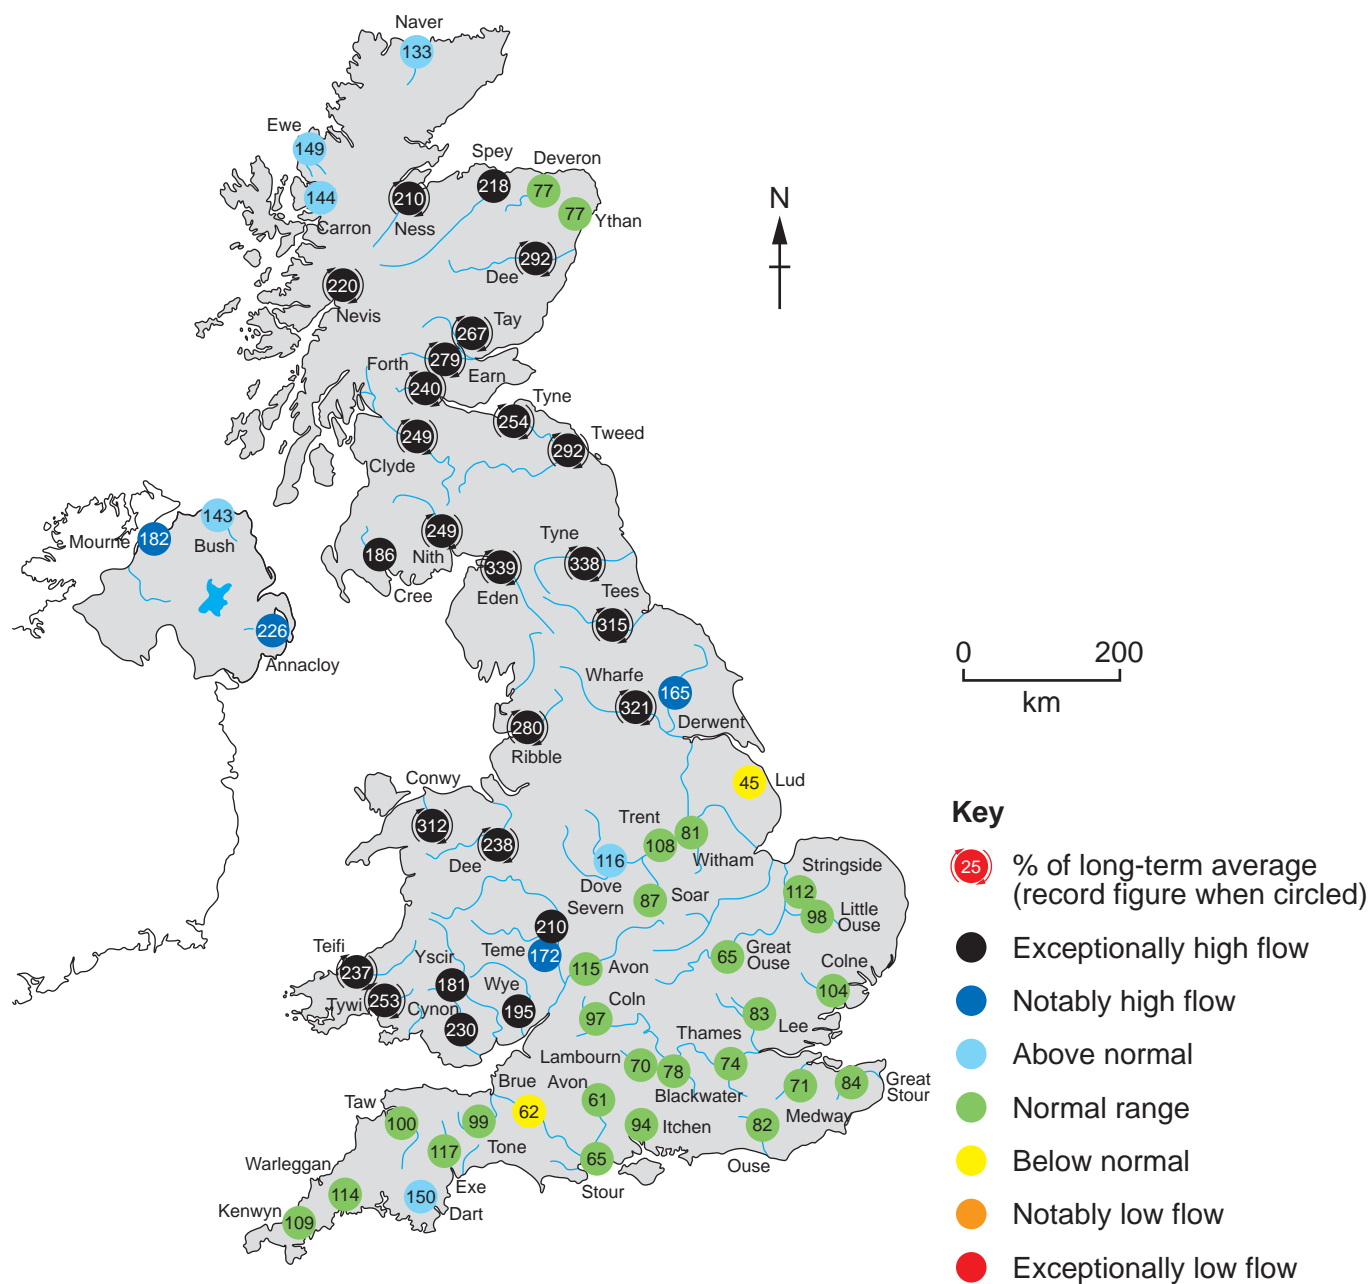 Naver
133
Ewe
149
144
Carron
210
Ness
Spey
218
Deveron
77
77
Ythan
N
292
Dee
220
Nevis
Tay
267
279
Earn
Forth
240
Tyne
254
Tweed
292
249
Clyde
143
Bush
Mourne
182
226
Annacloy
249
Nith
186
Cree
339
Eden
Tyne
338
Tees
315
0 200
km
Wharfe
321
165
Derwent
280
Ribble
45
Lud
Conwy
312
238
Dee
Trent
108
81
Witham
116
Dove
87
Soar
Stringside
112
98
Little
Ouse
Severn
210
Teme
172
115
Avon
65
Great
Ouse
Colne
104
Teifi
237
Tywi
253
Yscir
181
Cynon
230
Wye
195
Coln
97
83
Lee
Thames
74
Lambourn
70
78
Blackwater
71
Medway
84
Great
Stour
Brue
62
Avon
61
94
Itchen
82
Ouse
65
Stour
Taw
100
99
Tone
117
Exe
150
Dart
Warleggan
114
Kenwyn
109
Key
25 % of long-term average
(record figure when circled)
Exceptionally high flow
Notably high flow
Above normal
Normal range
Below normal
Notably low flow
Exceptionally low flow